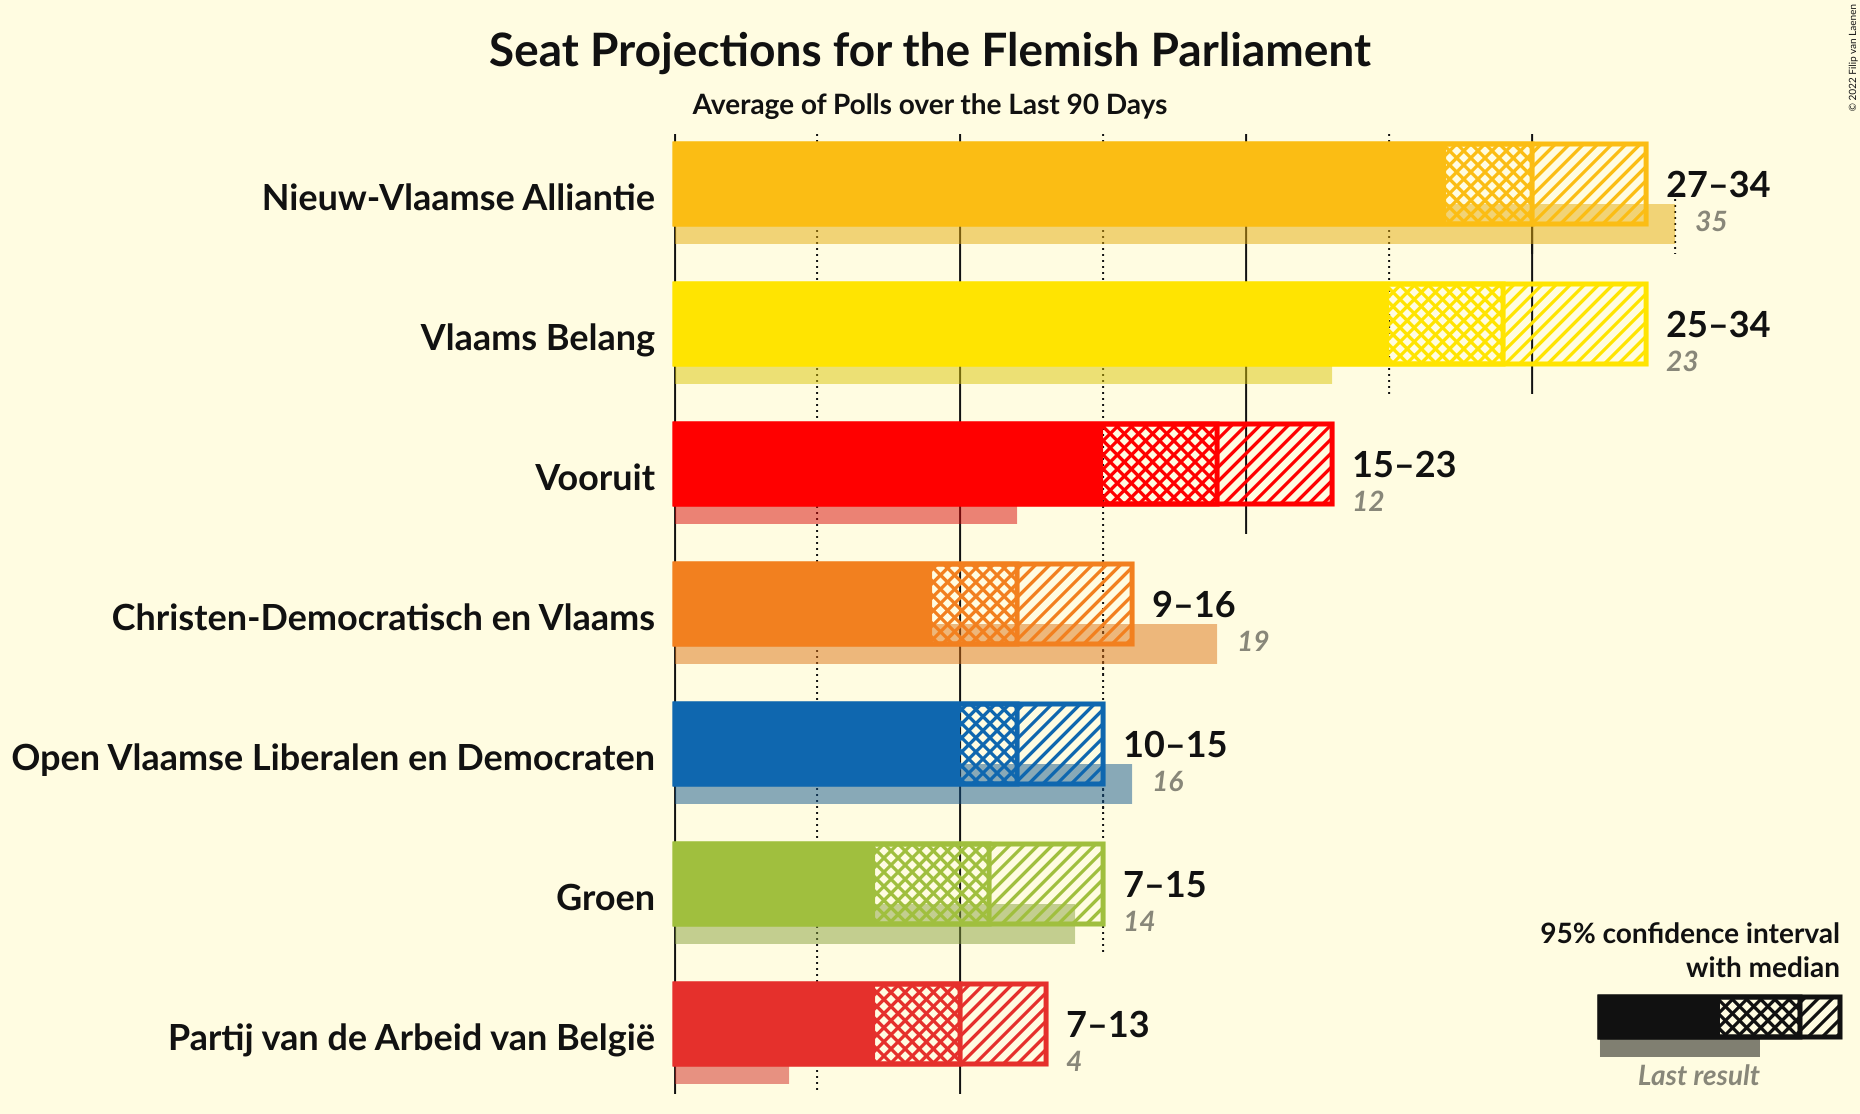 Seat Projections for the Flemish Parliament
Average of Polls over the Last 90 Days
© 2022 Filip van Laenen
Nieuw-Vlaamse Alliantie
27–34
35
Vlaams Belang
25–34
23
Vooruit
15–23
12
Christen-Democratisch en Vlaams
9–16
19
Open Vlaamse Liberalen en Democraten
10–15
16
Groen
7–15
14
Partij van de Arbeid van België
7–13
4
95% confidence interval
with median
Last result